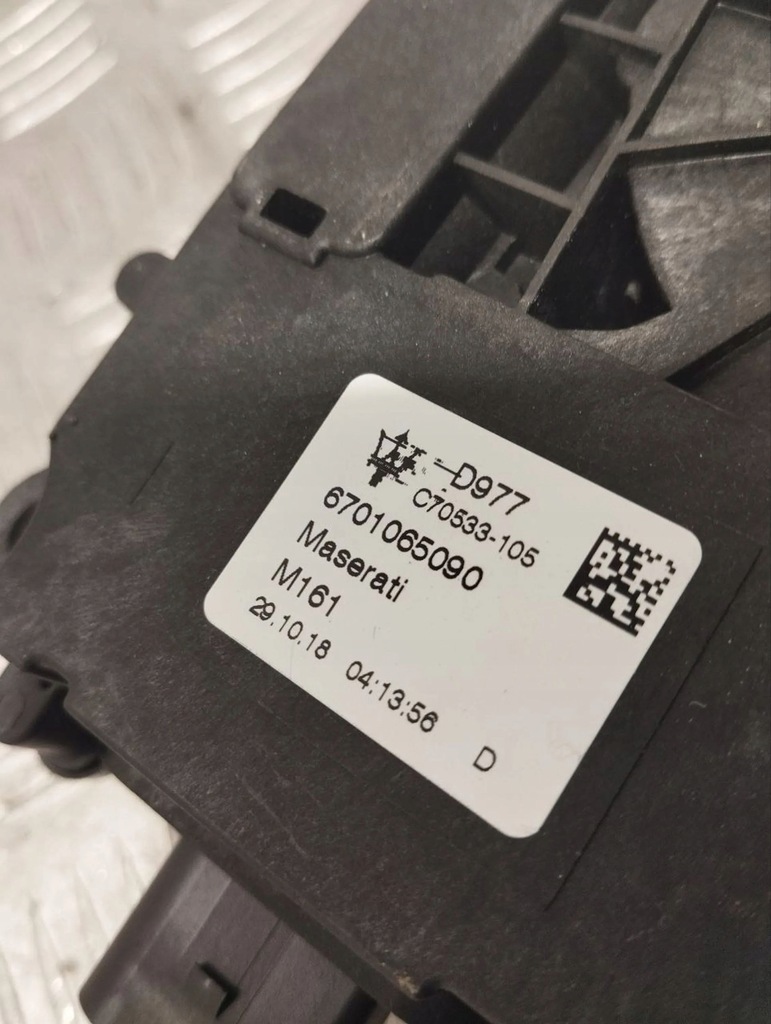 D977
C70533-105
6701065090
Maserati
M161
29.10.18 04:13:56 D